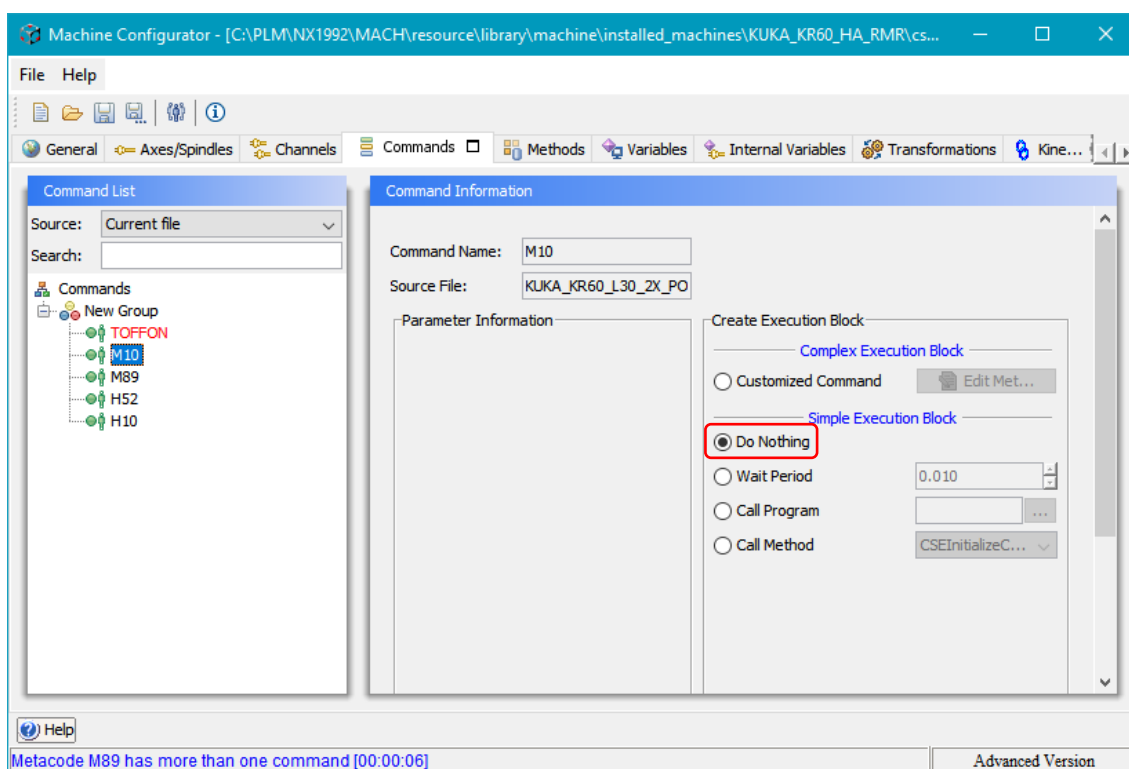 Machine Configurator - [C:\PLM\NX1992\MACH\resource\library\machine\installed_machines\KUKA_KR60_HA_RMR\cs...
File Help
General Axes/Spindles Channels Commands Methods Variables Internal Variables Transformations Kine...
Command List
Source: Current file
Search:
Commands
New Group
TOFFON
M10
M89
H52
H10
Command Information
Command Name: M10
Source File: KUKA_KR60_L30_2X_PO
Parameter Information
Create Execution Block
Complex Execution Block
Customized Command Edit Met...
Simple Execution Block
Do Nothing
Wait Period 0.010
Call Program ...
Call Method CSEInitializeC...
Help
Metacode M89 has more than one command [00:00:06] Advanced Version